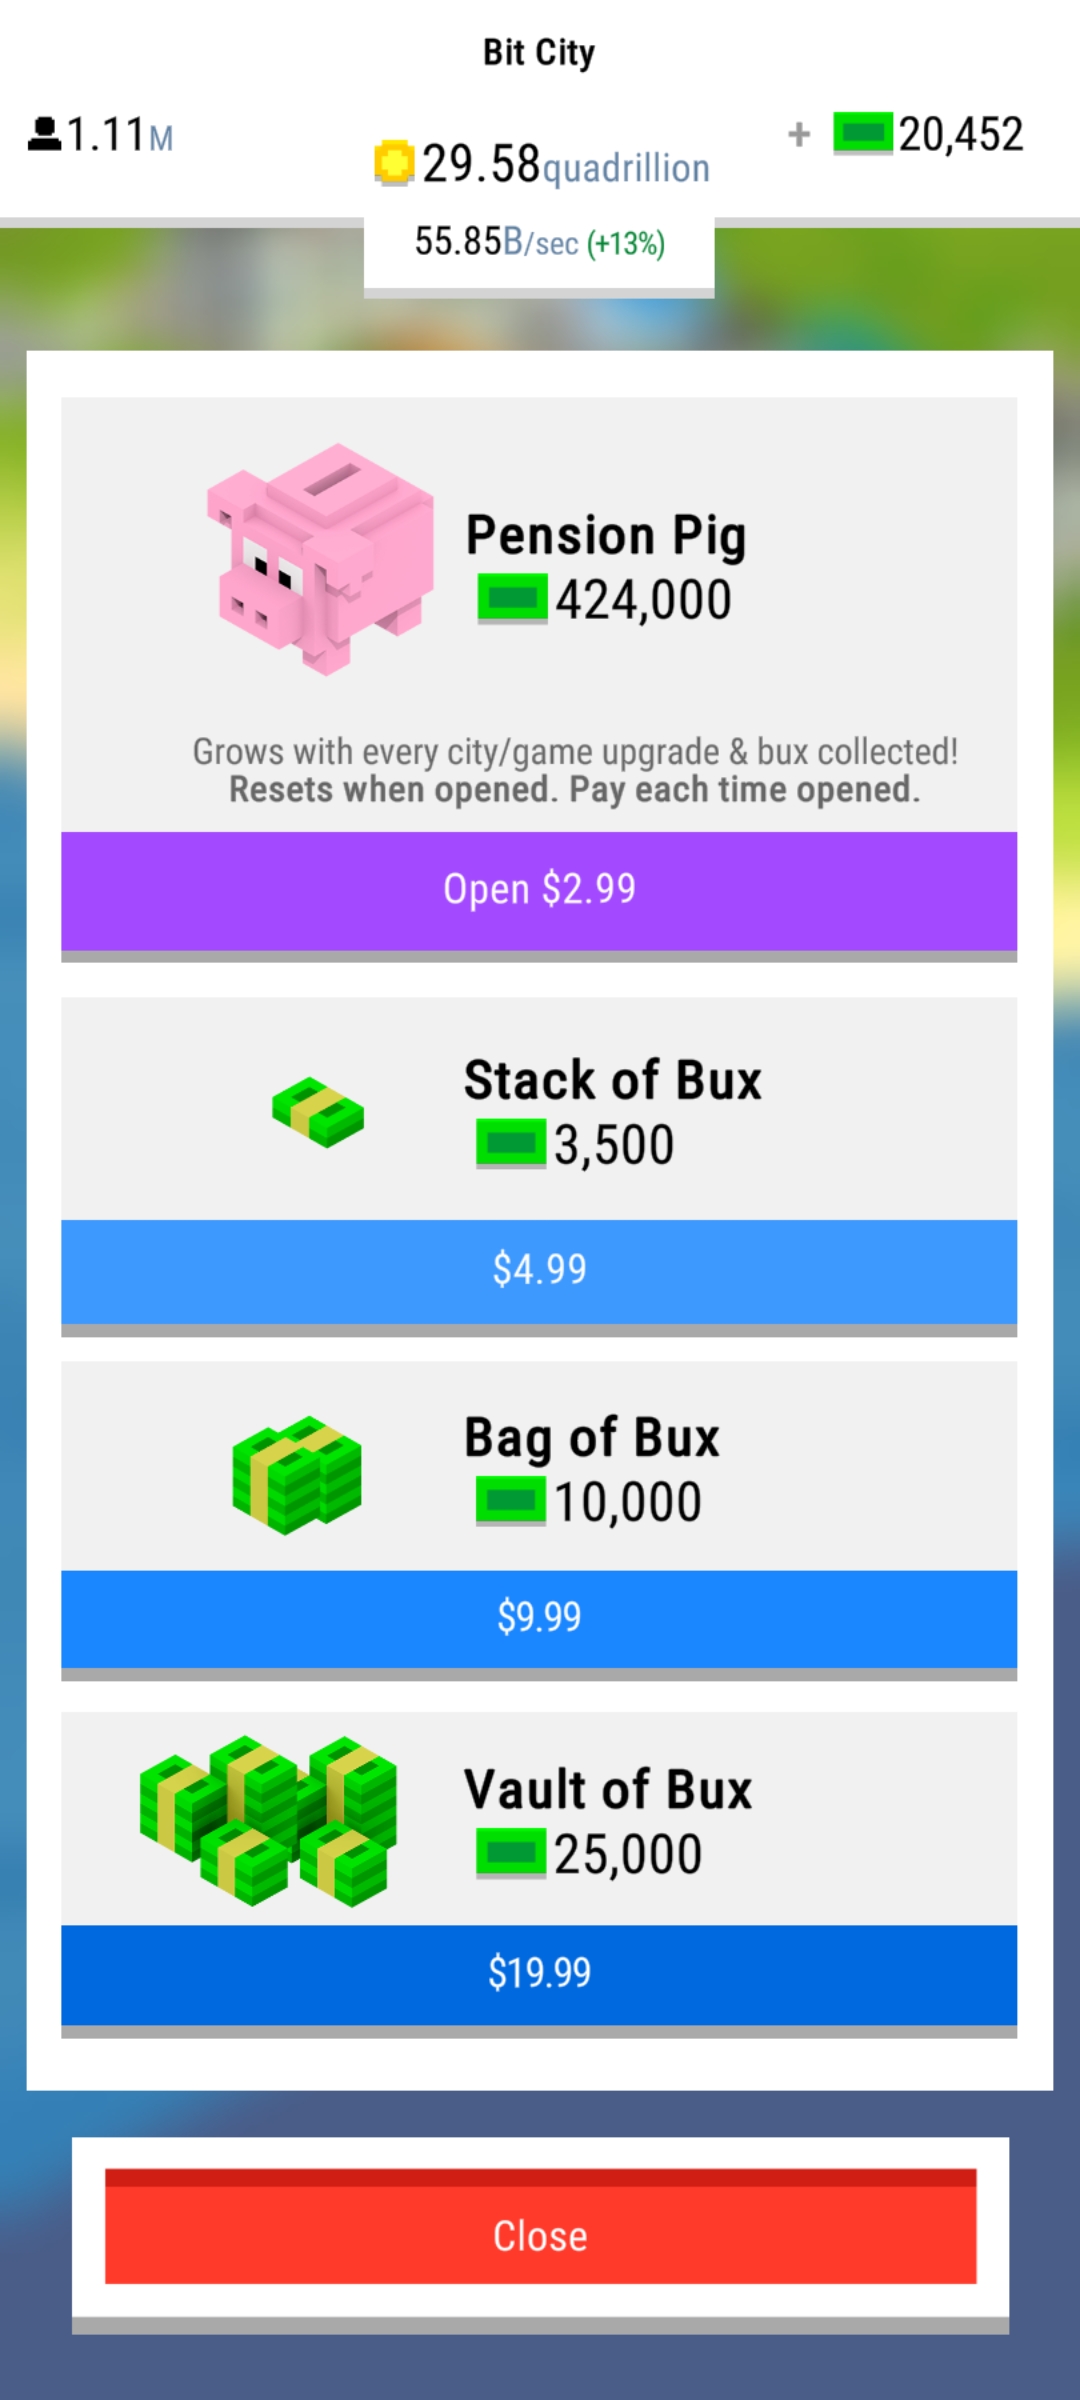 Bit City
1.11M
+ 20,452
29.58quadrillion
55.85B/sec (+13%)
Pension Pig
424,000
Grows with every city/game upgrade & bux collected!
Resets when opened. Pay each time opened.
Open $2.99
Stack of Bux
3,500
$4.99
Bag of Bux
10,000
$9.99
Vault of Bux
25,000
$19.99
Close